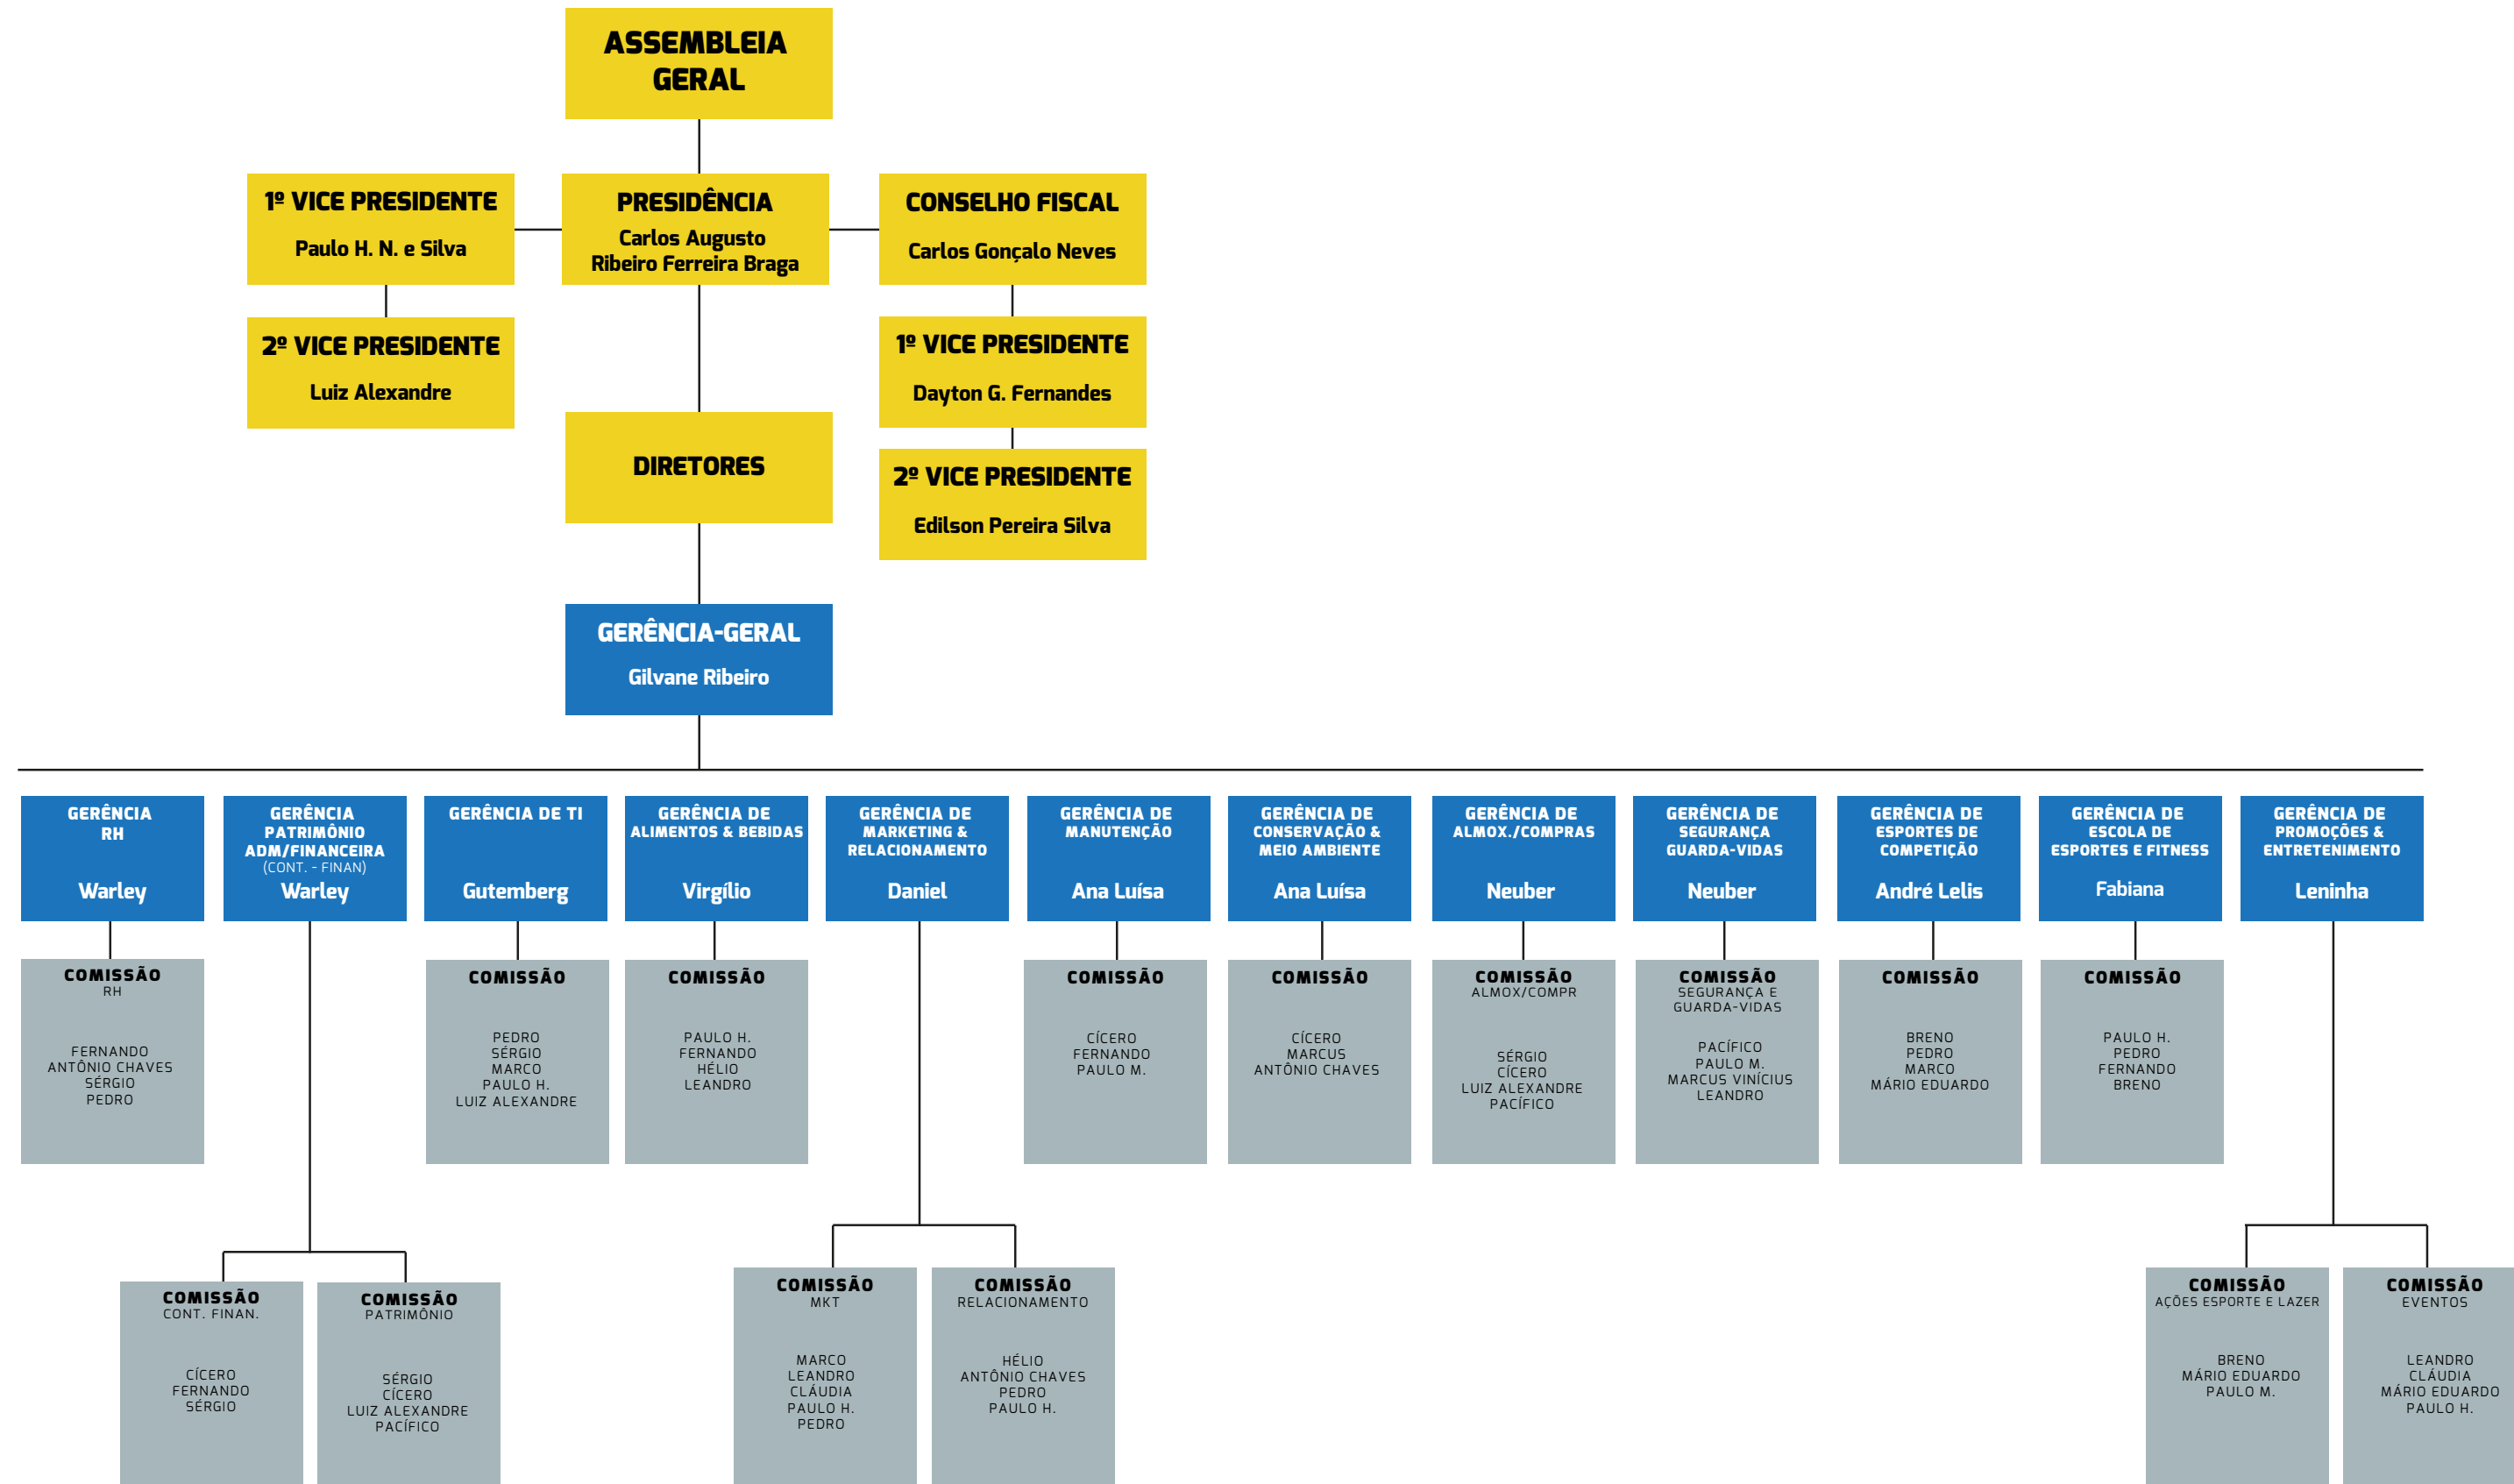 ASSEMBLEIA
GERAL
1º VICE PRESIDENTE
Paulo H. N. e Silva
PRESIDÊNCIA
Carlos Augusto
Ribeiro Ferreira Braga
CONSELHO FISCAL
Carlos Gonçalo Neves
2º VICE PRESIDENTE
Luiz Alexandre
1º VICE PRESIDENTE
Dayton G. Fernandes
DIRETORES
2º VICE PRESIDENTE
Edilson Pereira Silva
GERÊNCIA-GERAL
Gilvane Ribeiro
GERÊNCIA
RH
Warley
GERÊNCIA
PATRIMÔNIO
ADM/FINANCEIRA
(CONT. - FINAN)
Warley
GERÊNCIA DE TI
Gutemberg
GERÊNCIA DE
ALIMENTOS & BEBIDAS
Virgílio
GERÊNCIA DE
MARKETING &
RELACIONAMENTO
Daniel
GERÊNCIA DE
MANUTENÇÃO
Ana Luísa
GERÊNCIA DE
CONSERVAÇÃO &
MEIO AMBIENTE
Ana Luísa
GERÊNCIA DE
ALMOX./COMPRAS
Neuber
GERÊNCIA DE
SEGURANÇA
GUARDA-VIDAS
Neuber
GERÊNCIA DE
ESPORTES DE
COMPETIÇÃO
André Lelis
GERÊNCIA DE
ESCOLA DE
ESPORTES E FITNESS
Fabiana
GERÊNCIA DE
PROMOÇÕES &
ENTRETENIMENTO
Leninha
COMISSÃO
RH
FERNANDO
ANTÔNIO CHAVES
SÉRGIO
PEDRO
COMISSÃO
PEDRO
SÉRGIO
MARCO
PAULO H.
LUIZ ALEXANDRE
COMISSÃO
PAULO H.
FERNANDO
HÉLIO
LEANDRO
COMISSÃO
CÍCERO
FERNANDO
PAULO M.
COMISSÃO
CÍCERO
MARCUS
ANTÔNIO CHAVES
COMISSÃO
ALMOX/COMPR
SÉRGIO
CÍCERO
LUIZ ALEXANDRE
PACÍFICO
COMISSÃO
SEGURANÇA E
GUARDA-VIDAS
PACÍFICO
PAULO M.
MARCUS VINÍCIUS
LEANDRO
COMISSÃO
BRENO
PEDRO
MARCO
MÁRIO EDUARDO
COMISSÃO
PAULO H.
PEDRO
FERNANDO
BRENO
COMISSÃO
CONT. FINAN.
CÍCERO
FERNANDO
SÉRGIO
COMISSÃO
PATRIMÔNIO
SÉRGIO
CÍCERO
LUIZ ALEXANDRE
PACÍFICO
COMISSÃO
MKT
MARCO
LEANDRO
CLÁUDIA
PAULO H.
PEDRO
COMISSÃO
RELACIONAMENTO
HÉLIO
ANTÔNIO CHAVES
PEDRO
PAULO H.
COMISSÃO
AÇÕES ESPORTE E LAZER
BRENO
MÁRIO EDUARDO
PAULO M.
COMISSÃO
EVENTOS
LEANDRO
CLÁUDIA
MÁRIO EDUARDO
PAULO H.